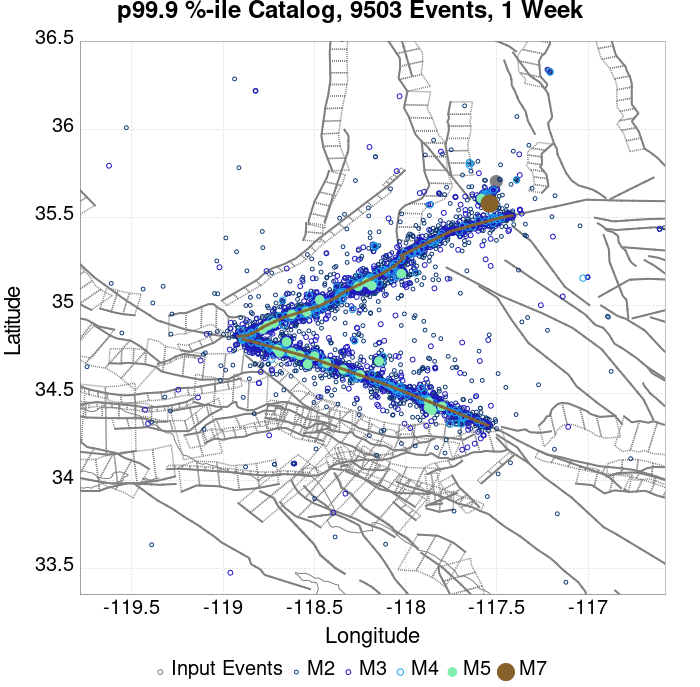 p99.9 %-ile Catalog, 9503 Events, 1 Week
36.5
36
35.5
35
34.5
34
33.5
Latitude
-119.5 -119 -118.5 -118 -117.5 -117
Longitude
Input Events M2 M3 M4 M5 M7